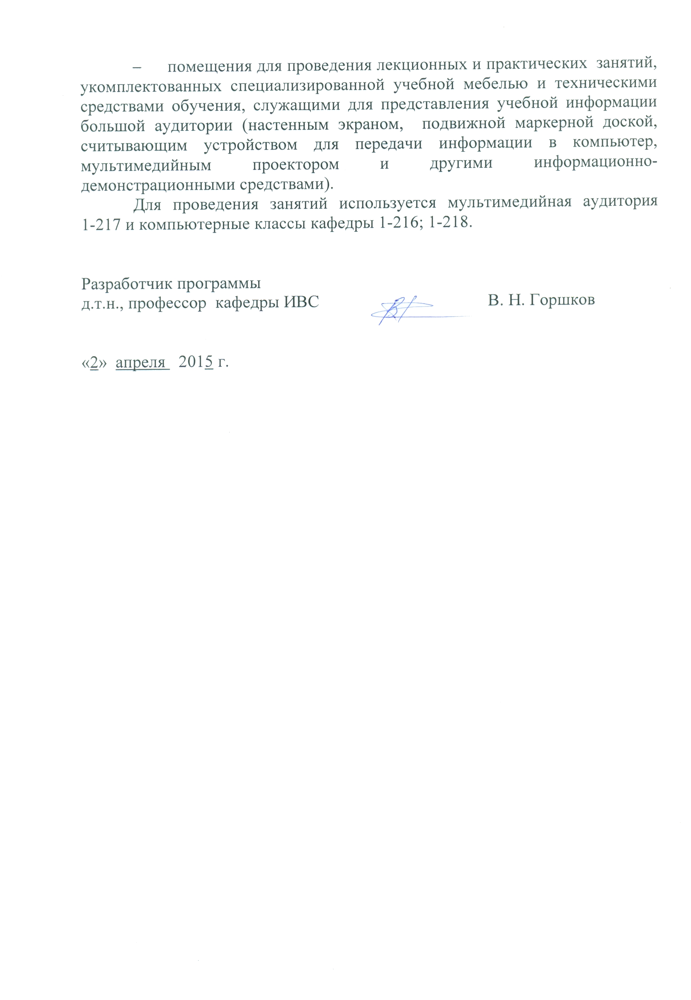 – помещения для проведения лекционных и практических занятий,
укомплектованных специализированной учебной мебелью и техническими
средствами обучения, служащими для представления учебной информации
большой аудитории (настенным экраном, подвижной маркерной доской,
считывающим устройством для передачи информации в компьютер,
мультимедийным проектором и другими информационно-
демонстрационными средствами).
Для проведения занятий используется мультимедийная аудитория
1-217 и компьютерные классы кафедры 1-216; 1-218.
Разработчик программы
д.т.н., профессор кафедры ИВС В. Н. Горшков
«2» апреля 2015 г.